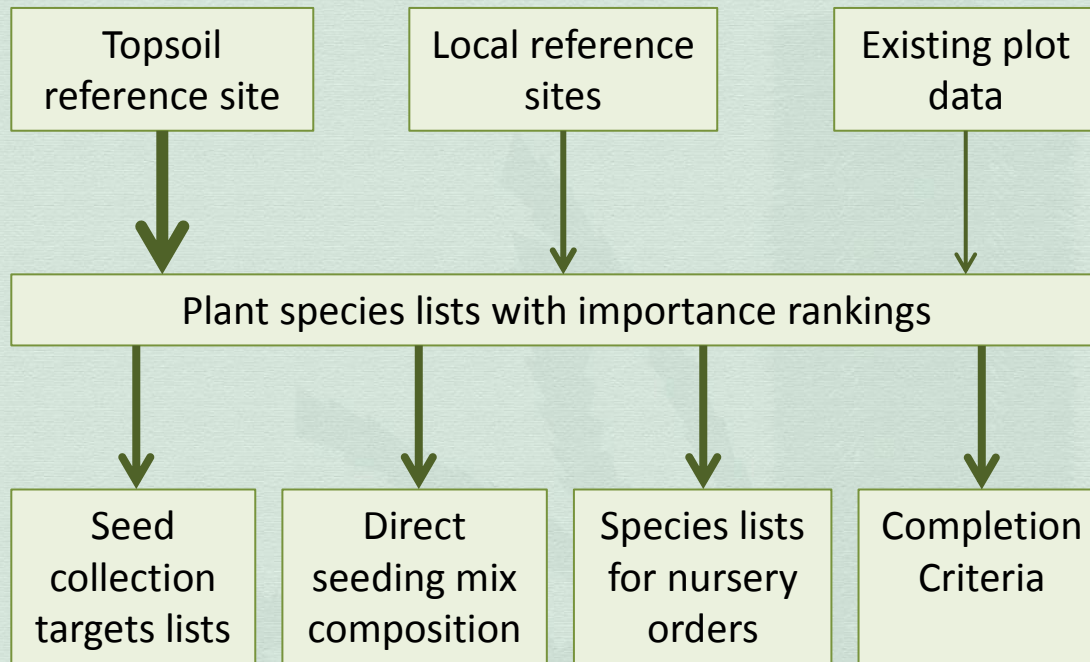 Topsoil
reference site
Local reference
sites
Existing plot
data
Plant species lists with importance rankings
Seed
collection
targets lists
Direct
seeding mix
composition
Species lists
for nursery
orders
Completion
Criteria